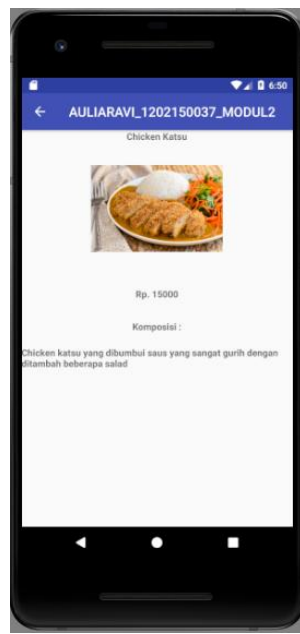 6:50
AULIARAVI_1202150037_MODUL2
Chicken Katsu
Rp. 15000
Komposisi :
Chicken katsu yang dibumbui saus yang sangat gurih dengan
ditambah beberapa salad